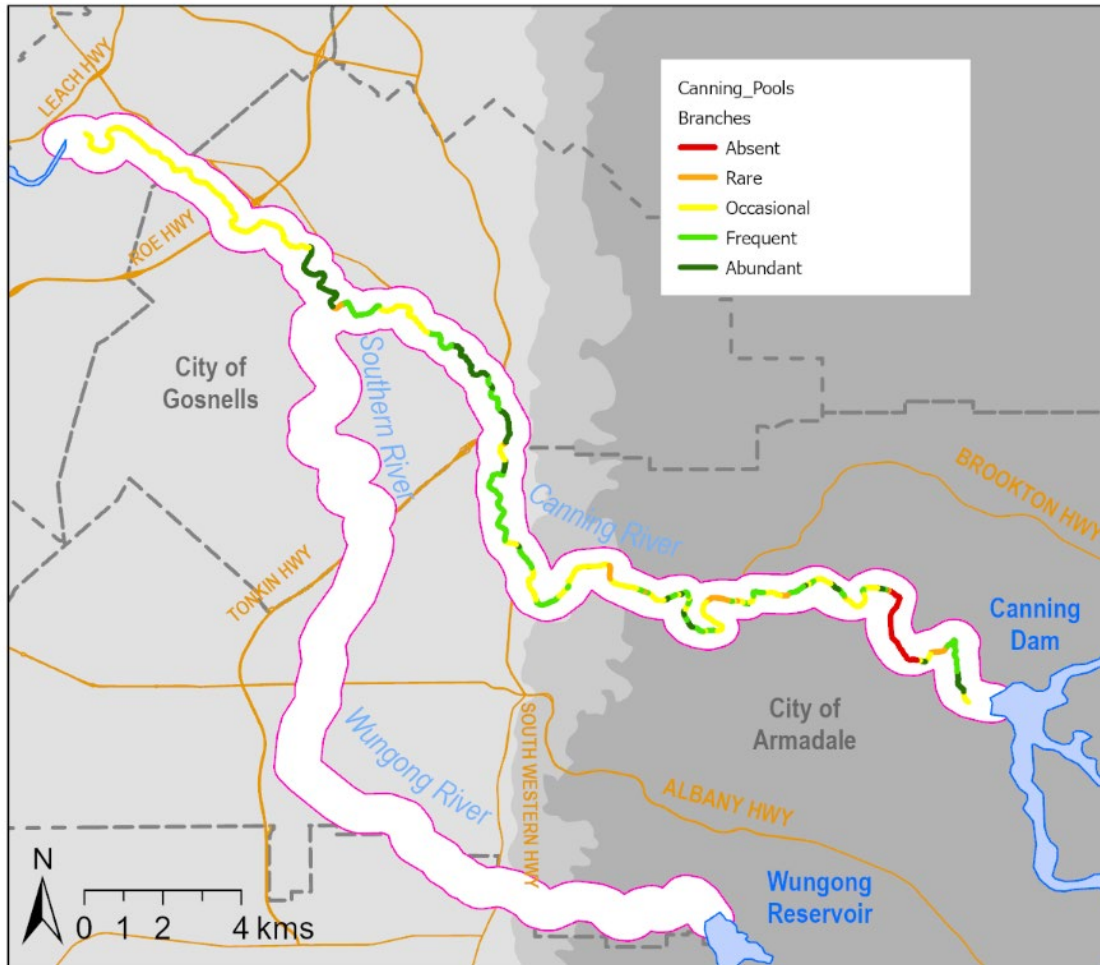 LEACH HWY
Canning_Pools
Branches
Absent
Rare
Occasional
Frequent
Abundant
ROE HWY
City of
Gosnells
Southern River
Canning River
BROOKTON HWY
TONKIN HWY
Canning
Dam
City of
Armadale
Wungong River
SOUTH WESTERN HWY
ALBANY HWY
Wungong
Reservoir
N
0 1 2 4 kms